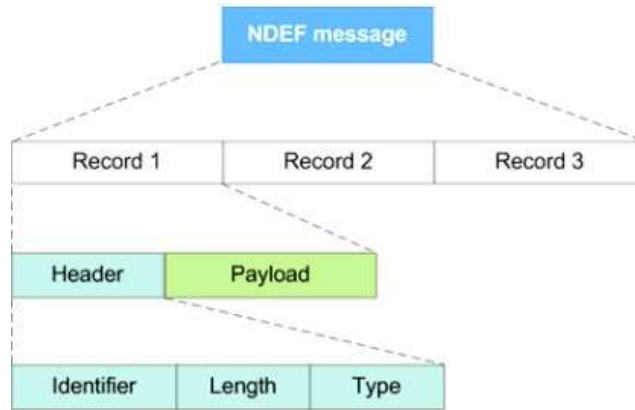 NDEF message
Record 1 Record 2 Record 3
Header Payload
Identifier Length Type